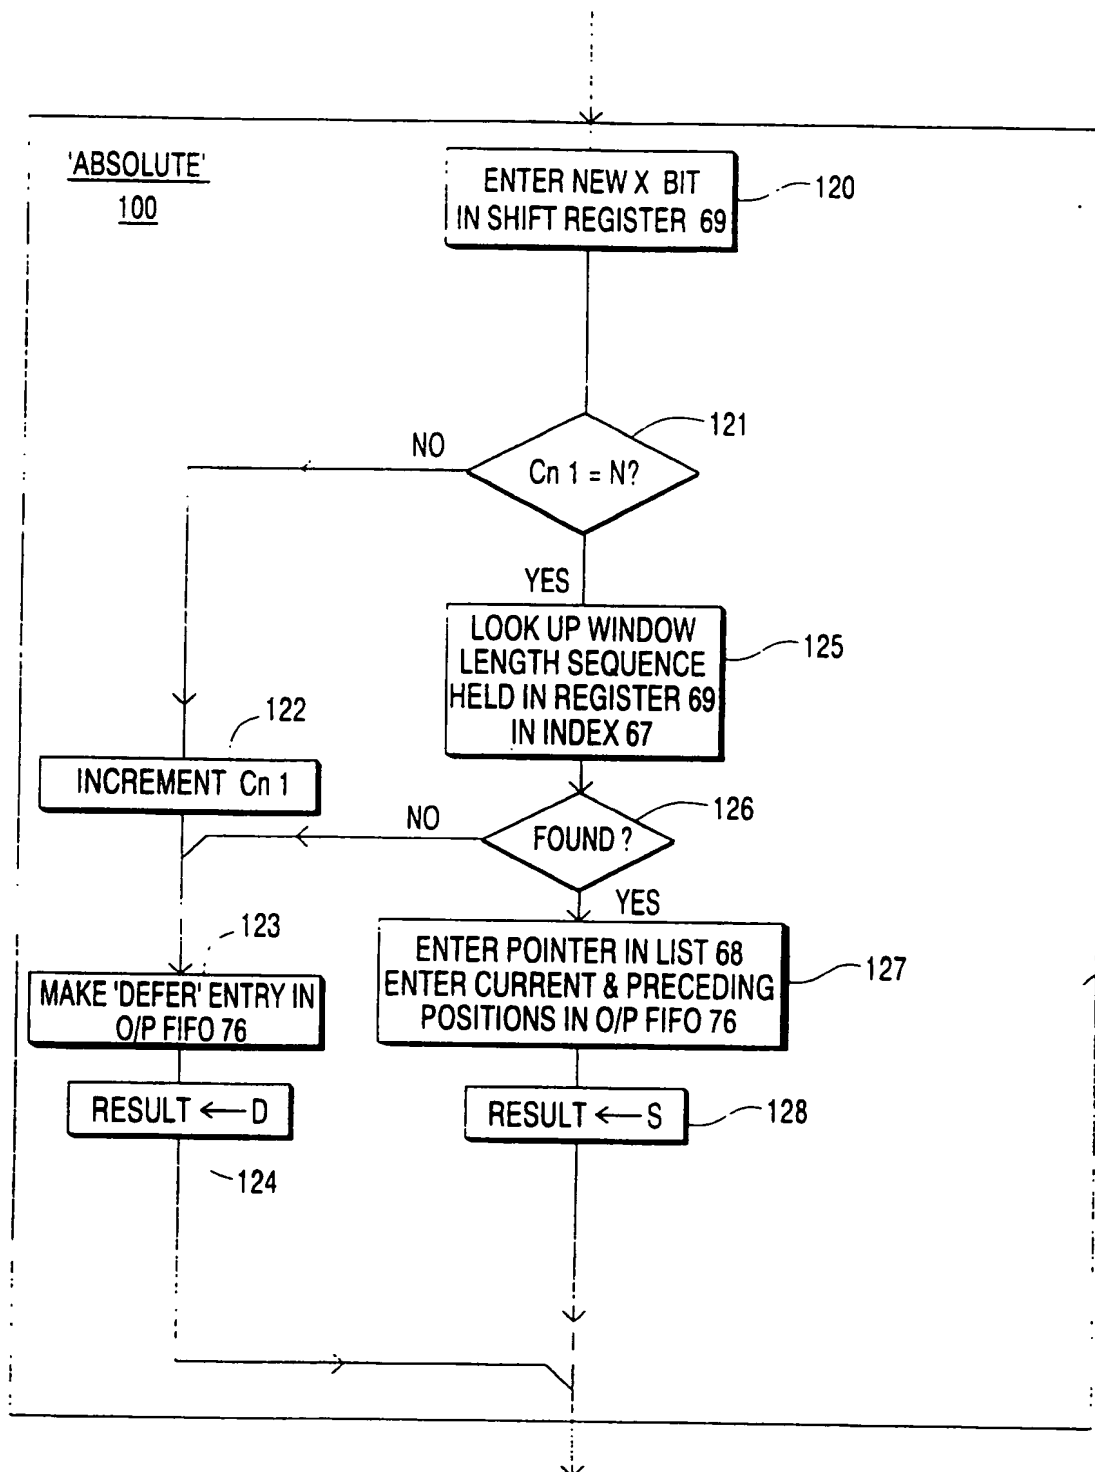 'ABSOLUTE'
100
ENTER NEW X BIT
IN SHIFT REGISTER 69
120
121
NO
Cn 1 = N?
YES
LOOK UP WINDOW
LENGTH SEQUENCE
HELD IN REGISTER 69
IN INDEX 67
125
122
INCREMENT Cn 1
126
NO
FOUND ?
YES
123
MAKE 'DEFER' ENTRY IN
O/P FIFO 76
ENTER POINTER IN LIST 68
ENTER CURRENT & PRECEDING
POSITIONS IN O/P FIFO 76
127
RESULT ← D
124
RESULT ← S
128